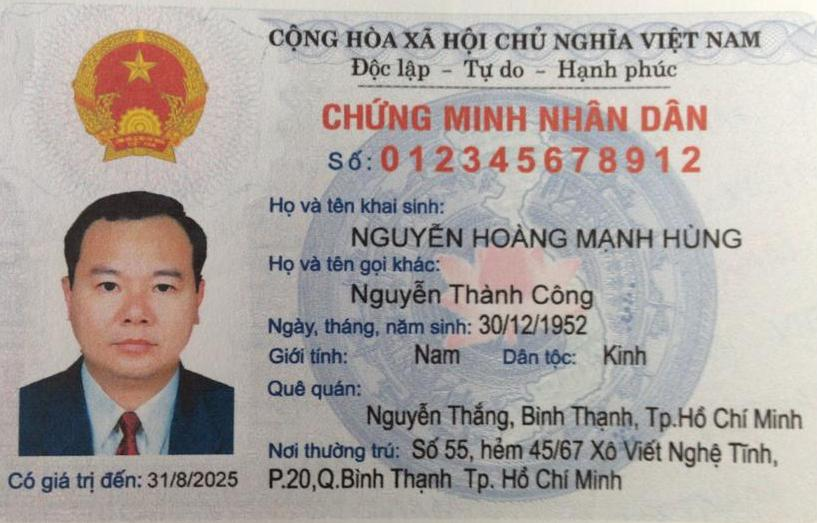 CỘNG HÒA XÃ HỘI CHỦ NGHĨA VIỆT NAM
Độc lập - Tự do - Hạnh phúc
CHỨNG MINH NHÂN DÂN
Số: 012345678912
Họ và tên khai sinh:
NGUYỄN HOÀNG MẠNH HÙNG
Họ và tên gọi khác:
Nguyễn Thành Công
Ngày, tháng, năm sinh: 30/12/1952
Giới tính: Nam Dân tộc: Kinh
Quê quán:
Nguyễn Thắng, Bình Thạnh, Tp.Hồ Chí Minh
Nơi thường trú: Số 55, hẻm 45/67 Xô Viết Nghệ Tĩnh,
P.20,Q.Bình Thạnh Tp. Hồ Chí Minh
Có giá trị đến: 31/8/2025